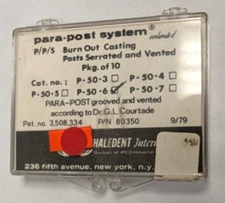 para-post system®
P/P/S Burn Out Casting
Posts Serrated and Vented
Pkg of 10
Cat. no.: P-50-3 P-50-4
P-50-5 P-50-6 P-50-7
PARA-POST grooved and vented
according to Dr. G.L. Courtade
Pat. no. 3,508,334 P/N 80350 9/79
HALEDENT Intern
236 fifth avenue, new york, n.y.